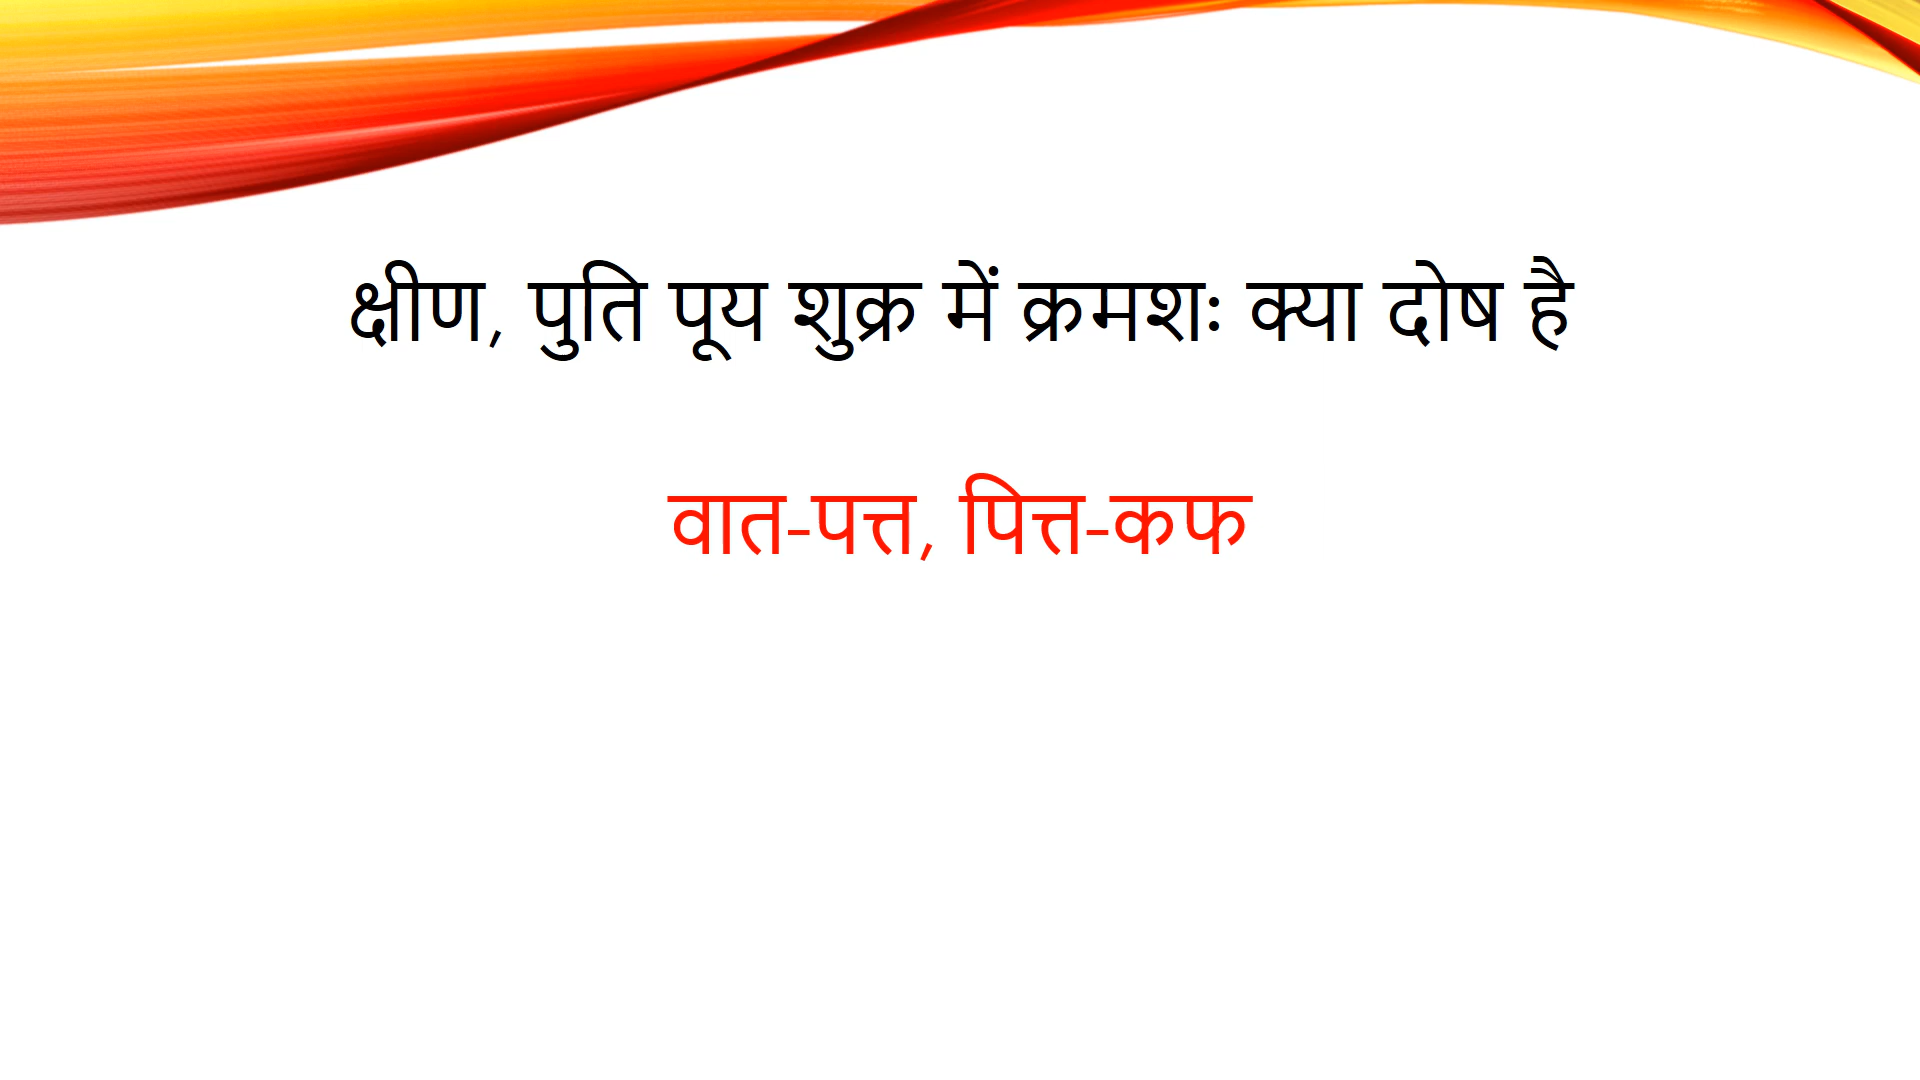 क्षीण, पुति पूय शुक्र में क्रमशः क्या दोष है
वात-पत्त, पित्त-कफ